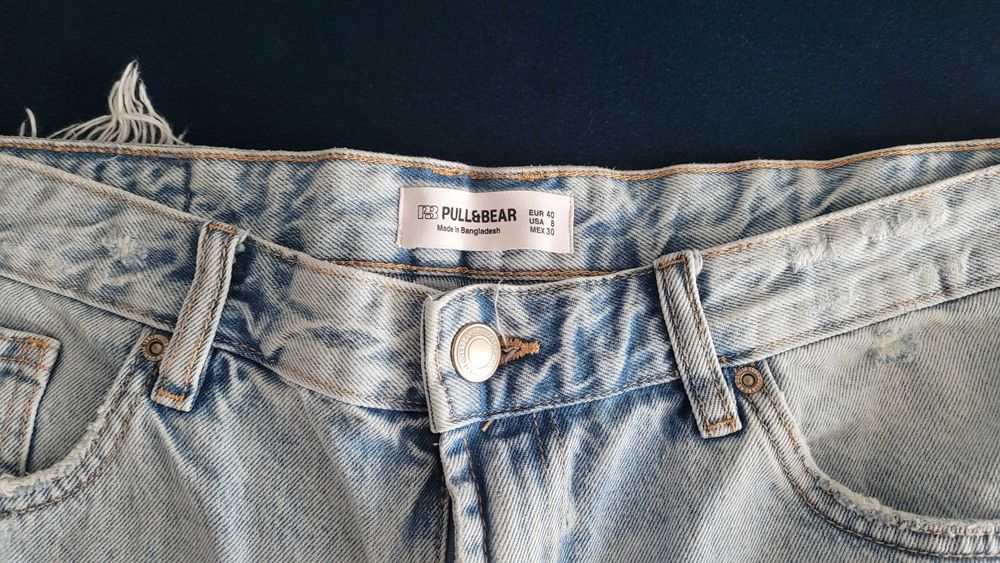 PULL&BEAR
Made in Bangladesh
EUR 40
USA 8
MEX 30